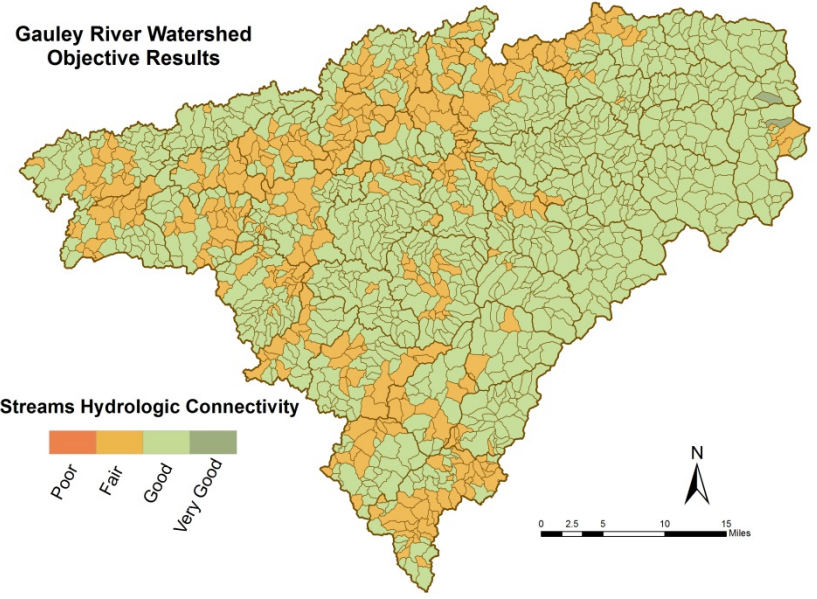 Gauley River Watershed
Objective Results
Streams Hydrologic Connectivity
Poor Fair Good Very Good
N
0 2.5 5 10 15
Miles